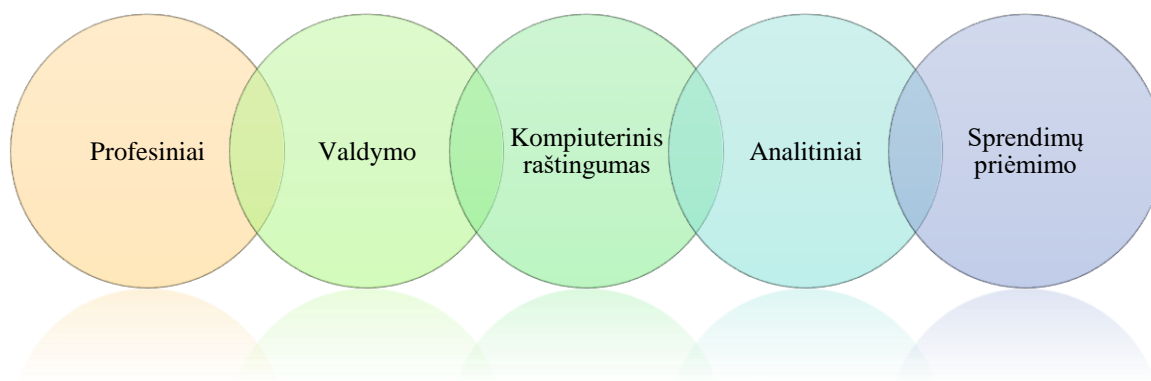 Profesiniai
Valdymo
Kompiuterinis
raštingumas
Analitiniai
Sprendimų
priėmimo